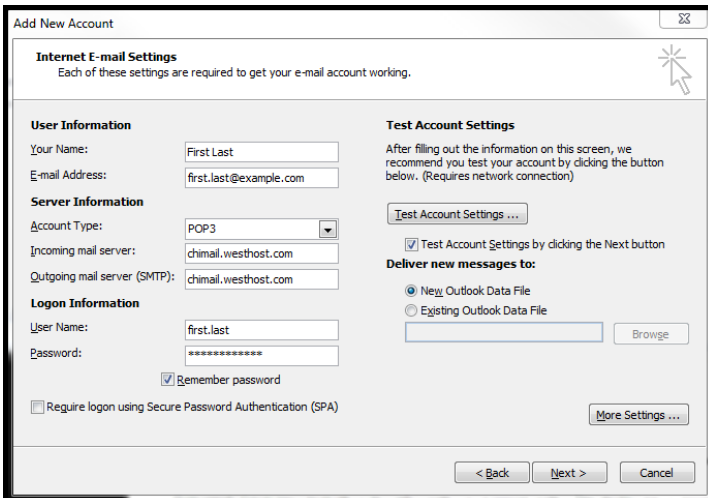 Add New Account
Internet E-mail Settings
Each of these settings are required to get your e-mail account working.
User Information
Your Name:
First Last
E-mail Address:
first.last@example.com
Server Information
Account Type:
POP3
Incoming mail server:
chimail.westhost.com
Outgoing mail server (SMTP):
chimail.westhost.com
Logon Information
User Name:
first.last
Password:
************
Remember password
Require logon using Secure Password Authentication (SPA)
Test Account Settings
After filling out the information on this screen, we
recommend you test your account by clicking the button
below. (Requires network connection)
Test Account Settings ...
Test Account Settings by clicking the Next button
Deliver new messages to:
New Outlook Data File
Existing Outlook Data File
Browse
More Settings ...
< Back
Next >
Cancel